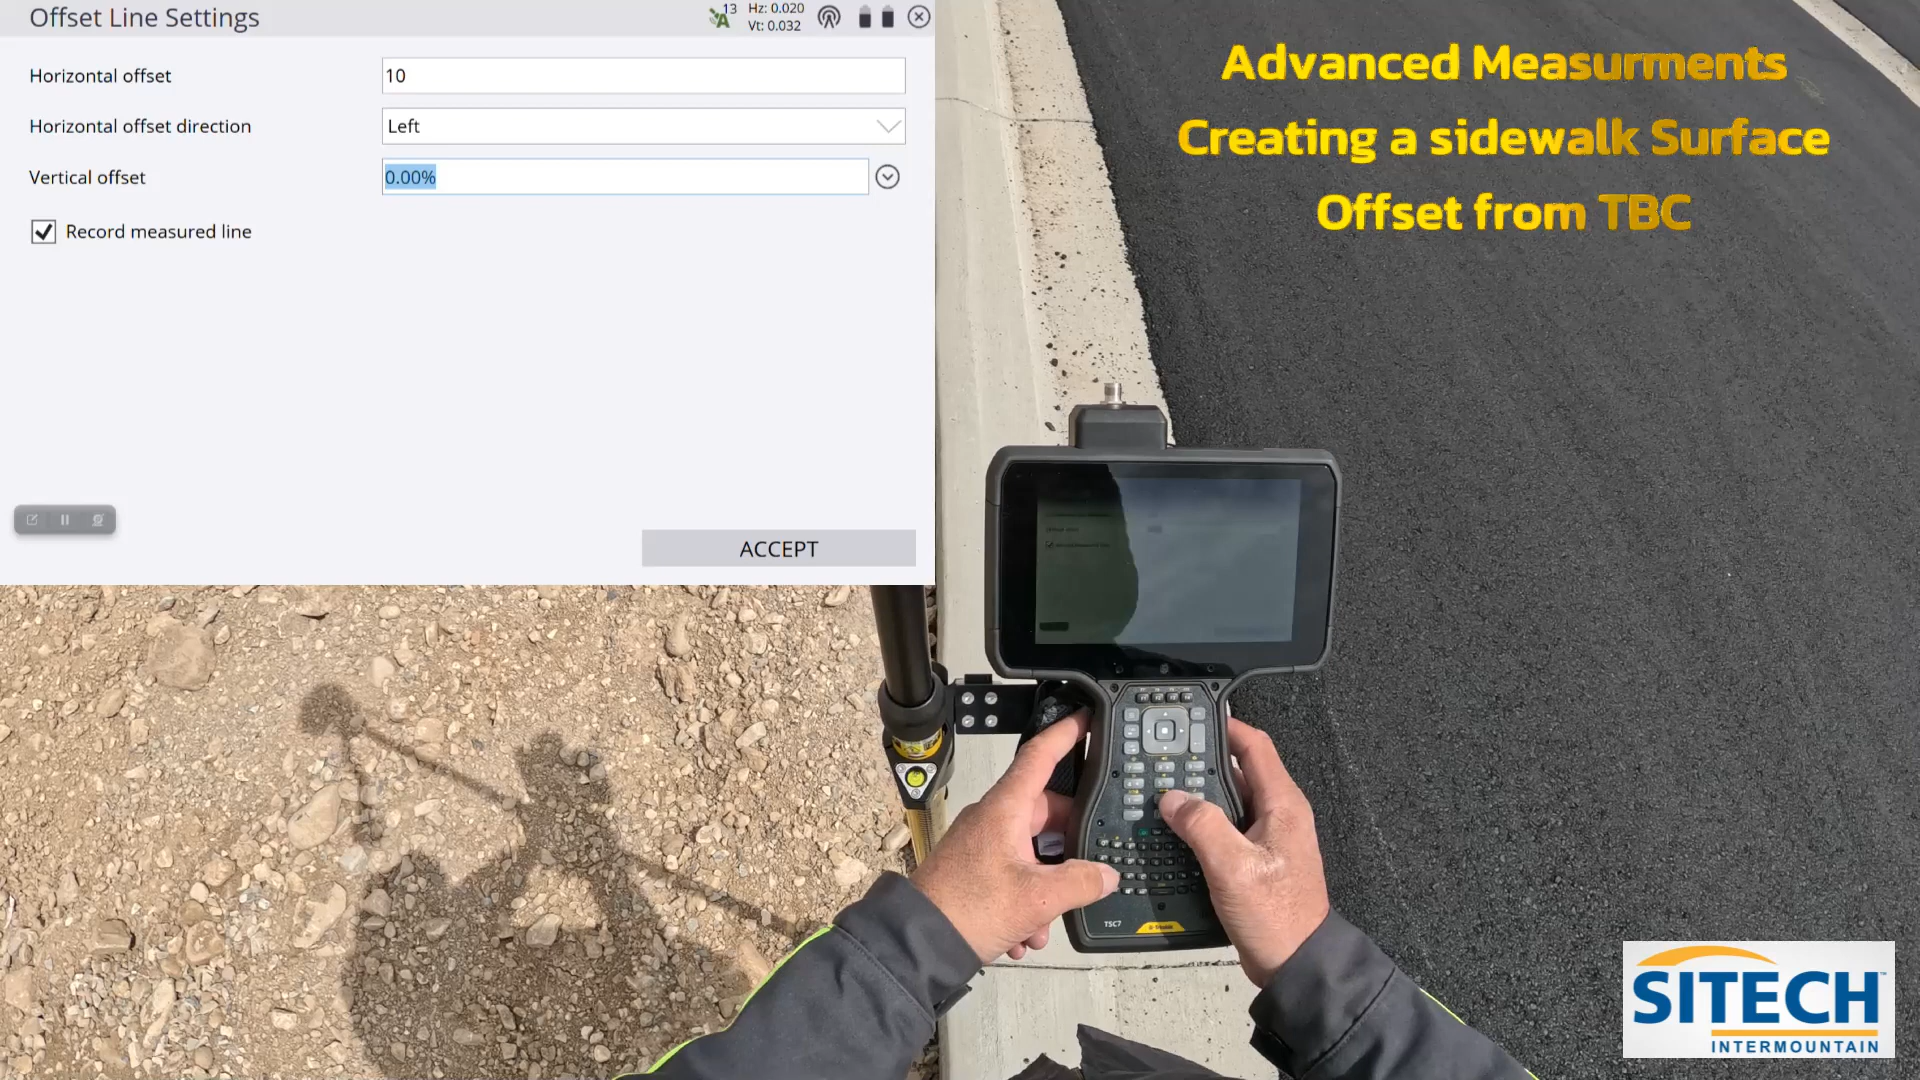 Offset Line Settings
13
Hz: 0.020
Vt: 0.032
Horizontal offset
10
Horizontal offset direction
Left
Vertical offset
0.00%
Record measured line
ACCEPT
Advanced Measurments
Creating a sidewalk Surface
Offset from TBC
TSC7
Trimble
SITECH
INTERMOUNTAIN